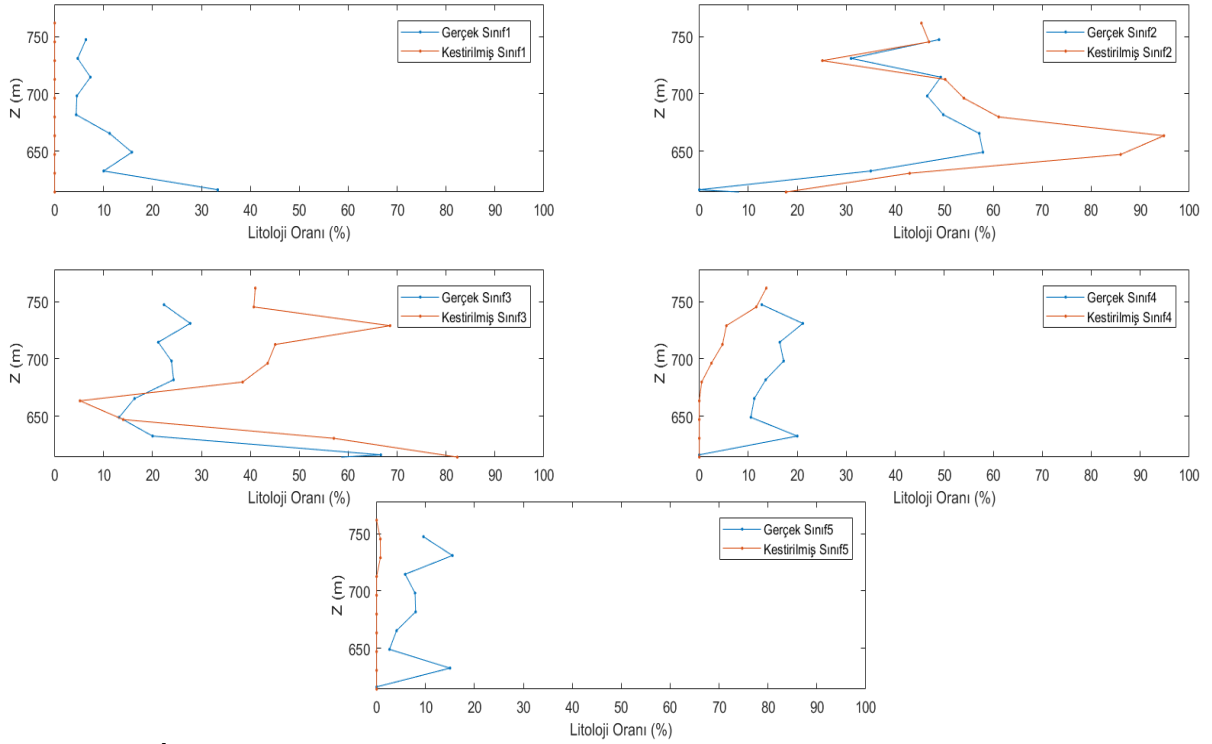 Gerçek Sınıf1
Kestirilmiş Sınıf1
750
700
650
Z (m)
0 10 20 30 40 50 60 70 80 90 100
Litoloji Oranı (%)
Gerçek Sınıf2
Kestirilmiş Sınıf2
750
700
650
Z (m)
0 10 20 30 40 50 60 70 80 90 100
Litoloji Oranı (%)
Gerçek Sınıf3
Kestirilmiş Sınıf3
750
700
650
Z (m)
0 10 20 30 40 50 60 70 80 90 100
Litoloji Oranı (%)
Gerçek Sınıf4
Kestirilmiş Sınıf4
750
700
650
Z (m)
0 10 20 30 40 50 60 70 80 90 100
Litoloji Oranı (%)
Gerçek Sınıf5
Kestirilmiş Sınıf5
750
700
650
Z (m)
0 10 20 30 40 50 60 70 80 90 100
Litoloji Oranı (%)